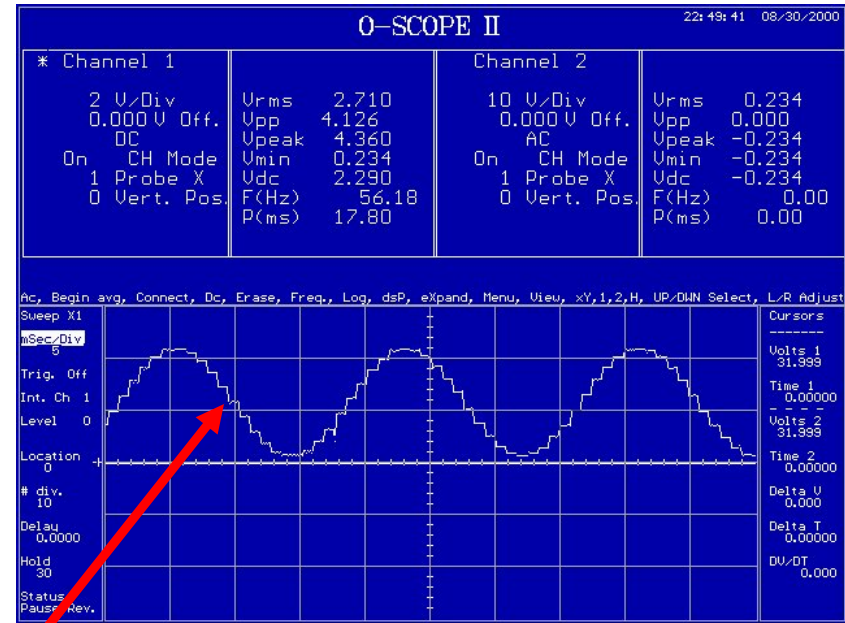 O-SCOPE II
22:49:41 08/30/2000
* Channel 1
2 V/Div
0.000 V Off.
DC
On CH Mode
1 Probe X
0 Vert. Pos.
Vrms 2.710
Vpp 4.126
Vpeak 4.360
Vmin 0.234
Vdc 2.290
F(Hz) 56.18
P(ms) 17.80
Channel 2
10 V/Div
0.000 V Off.
AC
On CH Mode
1 Probe X
0 Vert. Pos.
Vrms 0.234
Vpp 0.000
Vpeak -0.234
Vmin -0.234
Vdc -0.234
F(Hz) 0.00
P(ms) 0.00
Ac, Begin avg, Connect, Dc, Erase, Freq., Log, dsP, eXpand, Menu, View, xY,1,2,H, UP/DWN Select, L/R Adjust
Sweep X1
mSec/Div
5
Trig. Off
Int. Ch 1
Level 0
Location
0
# div.
10
Delay
0.0000
Hold
30
Status
Pause Rev.
Cursors
-------
Volts 1
31.999
Time 1
0.00000
- - - -
Volts 2
31.999
Time 2
0.00000
Delta V
0.000
Delta T
0.00000
DV/DT
0.000